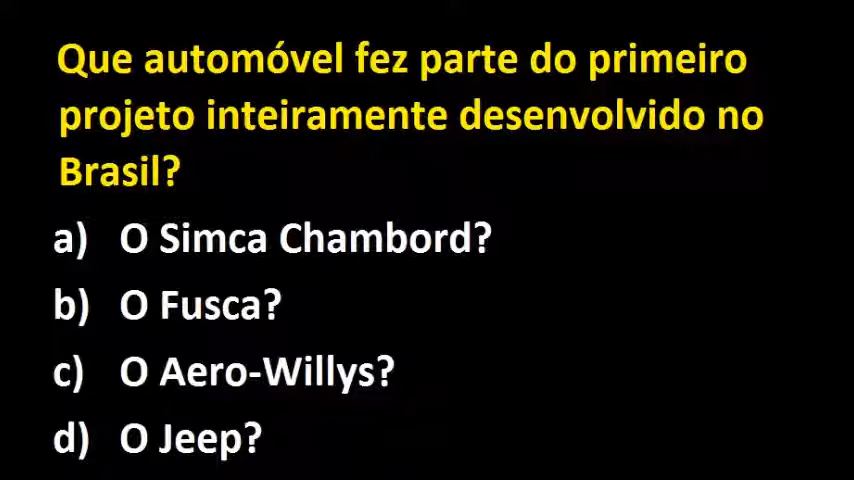 Que automóvel fez parte do primeiro
projeto inteiramente desenvolvido no
Brasil?
a) O Simca Chambord?
b) O Fusca?
c) O Aero-Willys?
d) O Jeep?